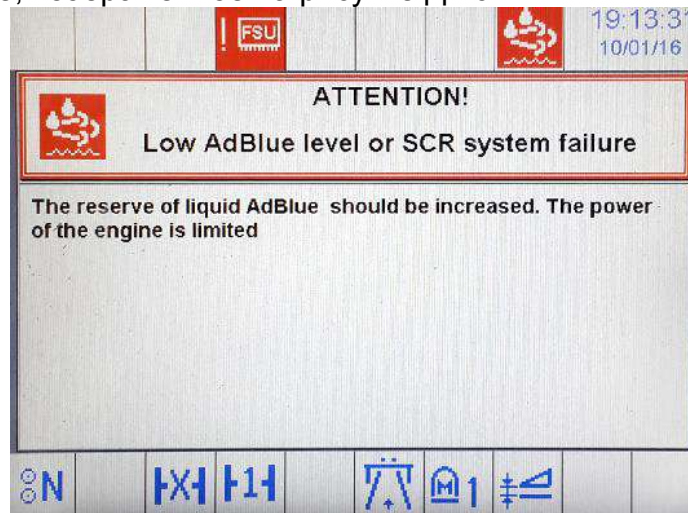 ! FSU
19:13:3
10/01/16
ATTENTION!
Low AdBlue level or SCR system failure
The reserve of liquid AdBlue should be increased. The power
of the engine is limited
N X 1 M 1